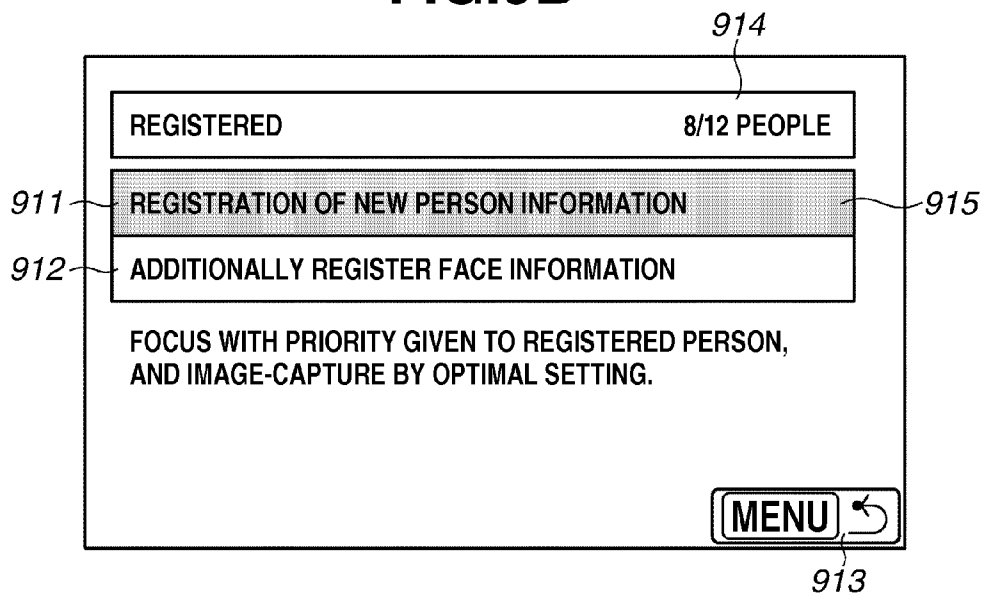 914
REGISTERED 8/12 PEOPLE
911 REGISTRATION OF NEW PERSON INFORMATION 915
912 ADDITIONALLY REGISTER FACE INFORMATION
FOCUS WITH PRIORITY GIVEN TO REGISTERED PERSON,
AND IMAGE-CAPTURE BY OPTIMAL SETTING.
MENU
913